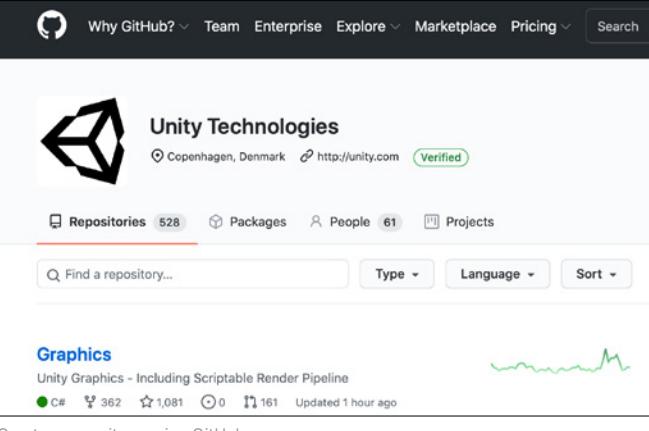 Why GitHub? Team Enterprise Explore Marketplace Pricing Search
Unity Technologies
Copenhagen, Denmark http://unity.com Verified
Repositories 528 Packages People 61 Projects
Find a repository... Type Language Sort
Graphics
Unity Graphics - Including Scriptable Render Pipeline
C# 362 1,081 0 161 Updated 1 hour ago